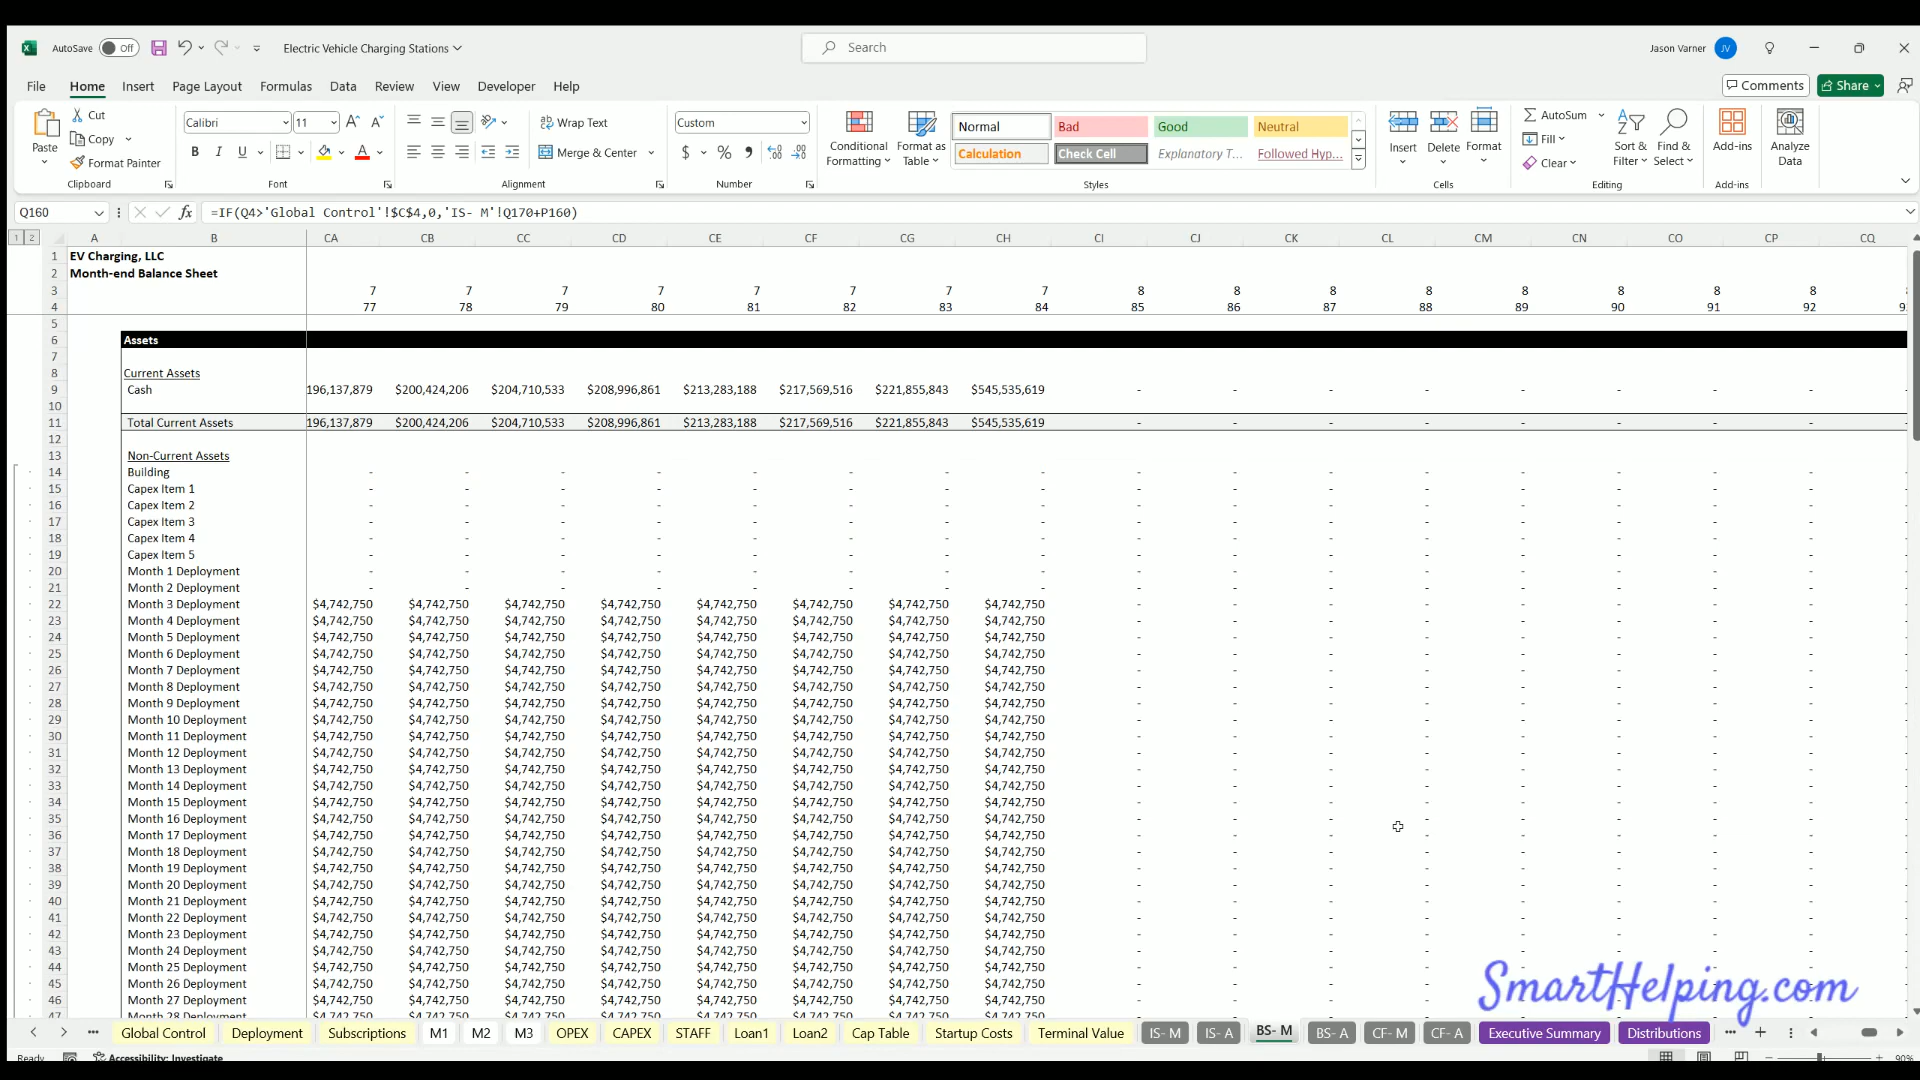 AutoSave Off Electric Vehicle Charging Stations Search Jason Varner JV
File Home Insert Page Layout Formulas Data Review View Developer Help Comments Share
Paste Cut Copy Format Painter Clipboard
Calibri 11 B I U A Font
Wrap Text Merge & Center Alignment
Custom $ % Number
Conditional Formatting Format as Table Normal Bad Good Neutral
Calculation Check Cell Explanatory T... Followed Hyp... Styles
Insert Delete Format Cells
AutoSum Fill Clear Sort & Filter Find & Select Editing
Add-ins Add-ins Analyze Data
Q160 fx =IF(Q4>'Global Control'!$C$4,0,'IS- M'!Q170+P160)
1 2 A B CA CB CC CD CE CF CG CH CI CJ CK CL CM CN CO CP CQ
1 EV Charging, LLC
2 Month-end Balance Sheet
3 7 7 7 7 7 7 7 7 8 8 8 8 8 8 8 8
4 77 78 79 80 81 82 83 84 85 86 87 88 89 90 91 92
5
6 Assets
7
8 Current Assets
9 Cash 196,137,879 $200,424,206 $204,710,533 $208,996,861 $213,283,188 $217,569,516 $221,855,843 $545,535,619 - - - - - - - - -
10
11 Total Current Assets 196,137,879 $200,424,206 $204,710,533 $208,996,861 $213,283,188 $217,569,516 $221,855,843 $545,535,619 - - - - - - - - -
12
13 Non-Current Assets
14 Building - - - - - - - - - - - - - - - - -
15 Capex Item 1 - - - - - - - - - - - - - - - - -
16 Capex Item 2 - - - - - - - - - - - - - - - - -
17 Capex Item 3 - - - - - - - - - - - - - - - - -
18 Capex Item 4 - - - - - - - - - - - - - - - - -
19 Capex Item 5 - - - - - - - - - - - - - - - - -
20 Month 1 Deployment - - - - - - - - - - - - - - - - -
21 Month 2 Deployment - - - - - - - - - - - - - - - - -
22 Month 3 Deployment $4,742,750 $4,742,750 $4,742,750 $4,742,750 $4,742,750 $4,742,750 $4,742,750 $4,742,750 - - - - - - - - -
23 Month 4 Deployment $4,742,750 $4,742,750 $4,742,750 $4,742,750 $4,742,750 $4,742,750 $4,742,750 $4,742,750 - - - - - - - - -
24 Month 5 Deployment $4,742,750 $4,742,750 $4,742,750 $4,742,750 $4,742,750 $4,742,750 $4,742,750 $4,742,750 - - - - - - - - -
25 Month 6 Deployment $4,742,750 $4,742,750 $4,742,750 $4,742,750 $4,742,750 $4,742,750 $4,742,750 $4,742,750 - - - - - - - - -
26 Month 7 Deployment $4,742,750 $4,742,750 $4,742,750 $4,742,750 $4,742,750 $4,742,750 $4,742,750 $4,742,750 - - - - - - - - -
27 Month 8 Deployment $4,742,750 $4,742,750 $4,742,750 $4,742,750 $4,742,750 $4,742,750 $4,742,750 $4,742,750 - - - - - - - - -
28 Month 9 Deployment $4,742,750 $4,742,750 $4,742,750 $4,742,750 $4,742,750 $4,742,750 $4,742,750 $4,742,750 - - - - - - - - -
29 Month 10 Deployment $4,742,750 $4,742,750 $4,742,750 $4,742,750 $4,742,750 $4,742,750 $4,742,750 $4,742,750 - - - - - - - - -
30 Month 11 Deployment $4,742,750 $4,742,750 $4,742,750 $4,742,750 $4,742,750 $4,742,750 $4,742,750 $4,742,750 - - - - - - - - -
31 Month 12 Deployment $4,742,750 $4,742,750 $4,742,750 $4,742,750 $4,742,750 $4,742,750 $4,742,750 $4,742,750 - - - - - - - - -
32 Month 13 Deployment $4,742,750 $4,742,750 $4,742,750 $4,742,750 $4,742,750 $4,742,750 $4,742,750 $4,742,750 - - - - - - - - -
33 Month 14 Deployment $4,742,750 $4,742,750 $4,742,750 $4,742,750 $4,742,750 $4,742,750 $4,742,750 $4,742,750 - - - - - - - - -
34 Month 15 Deployment $4,742,750 $4,742,750 $4,742,750 $4,742,750 $4,742,750 $4,742,750 $4,742,750 $4,742,750 - - - - - - - - -
35 Month 16 Deployment $4,742,750 $4,742,750 $4,742,750 $4,742,750 $4,742,750 $4,742,750 $4,742,750 $4,742,750 - - - - - - - - -
36 Month 17 Deployment $4,742,750 $4,742,750 $4,742,750 $4,742,750 $4,742,750 $4,742,750 $4,742,750 $4,742,750 - - - - - - - - -
37 Month 18 Deployment $4,742,750 $4,742,750 $4,742,750 $4,742,750 $4,742,750 $4,742,750 $4,742,750 $4,742,750 - - - - - - - - -
38 Month 19 Deployment $4,742,750 $4,742,750 $4,742,750 $4,742,750 $4,742,750 $4,742,750 $4,742,750 $4,742,750 - - - - - - - - -
39 Month 20 Deployment $4,742,750 $4,742,750 $4,742,750 $4,742,750 $4,742,750 $4,742,750 $4,742,750 $4,742,750 - - - - - - - - -
40 Month 21 Deployment $4,742,750 $4,742,750 $4,742,750 $4,742,750 $4,742,750 $4,742,750 $4,742,750 $4,742,750 - - - - - - - - -
41 Month 22 Deployment $4,742,750 $4,742,750 $4,742,750 $4,742,750 $4,742,750 $4,742,750 $4,742,750 $4,742,750 - - - - - - - - -
42 Month 23 Deployment $4,742,750 $4,742,750 $4,742,750 $4,742,750 $4,742,750 $4,742,750 $4,742,750 $4,742,750 - - - - - - - - -
43 Month 24 Deployment $4,742,750 $4,742,750 $4,742,750 $4,742,750 $4,742,750 $4,742,750 $4,742,750 $4,742,750 - - - - - - - - -
44 Month 25 Deployment $4,742,750 $4,742,750 $4,742,750 $4,742,750 $4,742,750 $4,742,750 $4,742,750 $4,742,750 - - - -
45 Month 26 Deployment $4,742,750 $4,742,750 $4,742,750 $4,742,750 $4,742,750 $4,742,750 $4,742,750 $4,742,750 - - - -
46 Month 27 Deployment $4,742,750 $4,742,750 $4,742,750 $4,742,750 $4,742,750 $4,742,750 $4,742,750 $4,742,750 - - - -
47 Month 28 Deployment
SmartHelping.com
Global Control Deployment Subscriptions M1 M2 M3 OPEX CAPEX STAFF Loan1 Loan2 Cap Table Startup Costs Terminal Value IS- M IS- A BS- M BS- A CF- M CF- A Executive Summary Distributions
Ready Accessibility: Investigate 90%